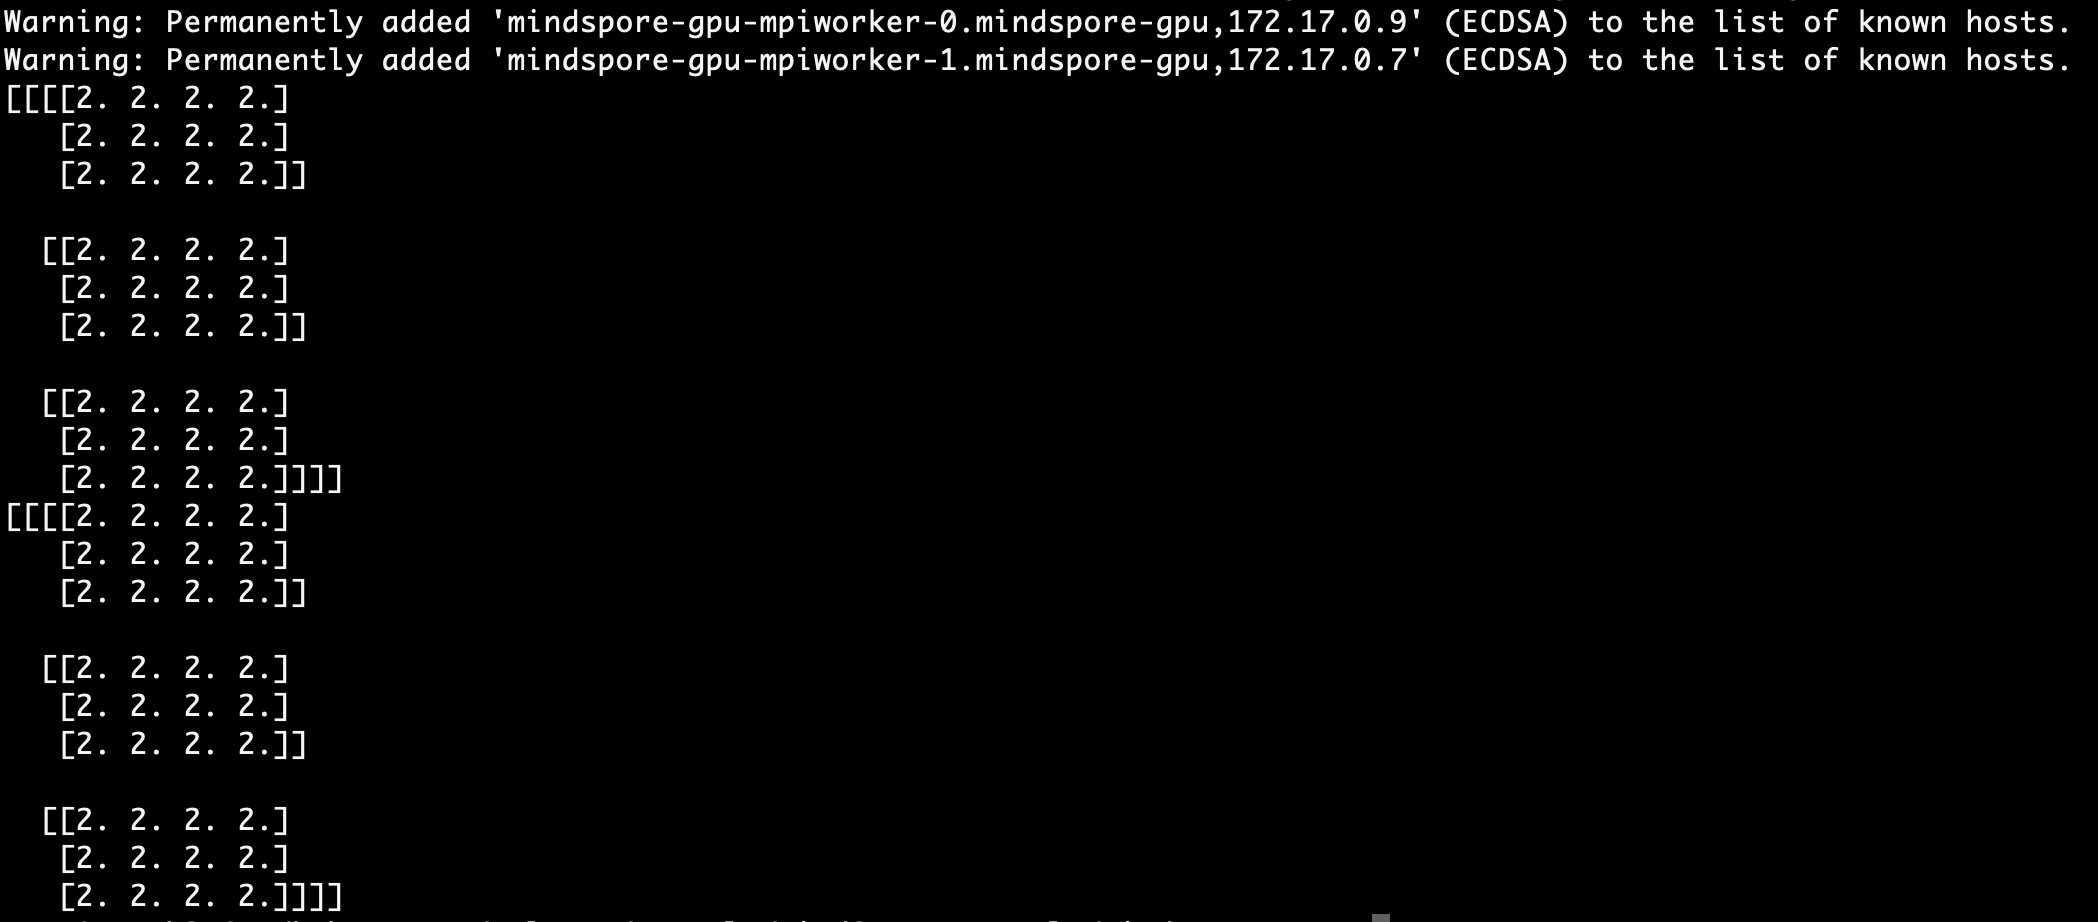 Warning: Permanently added 'mindspore-gpu-mpiworker-0.mindspore-gpu,172.17.0.9' (ECDSA) to the list of known hosts.
Warning: Permanently added 'mindspore-gpu-mpiworker-1.mindspore-gpu,172.17.0.7' (ECDSA) to the list of known hosts.
[[[[2. 2. 2. 2.]
   [2. 2. 2. 2.]
   [2. 2. 2. 2.]]

  [[2. 2. 2. 2.]
   [2. 2. 2. 2.]
   [2. 2. 2. 2.]]

  [[2. 2. 2. 2.]
   [2. 2. 2. 2.]
   [2. 2. 2. 2.]]]]
[[[[2. 2. 2. 2.]
   [2. 2. 2. 2.]
   [2. 2. 2. 2.]]

  [[2. 2. 2. 2.]
   [2. 2. 2. 2.]
   [2. 2. 2. 2.]]

  [[2. 2. 2. 2.]
   [2. 2. 2. 2.]
   [2. 2. 2. 2.]]]]